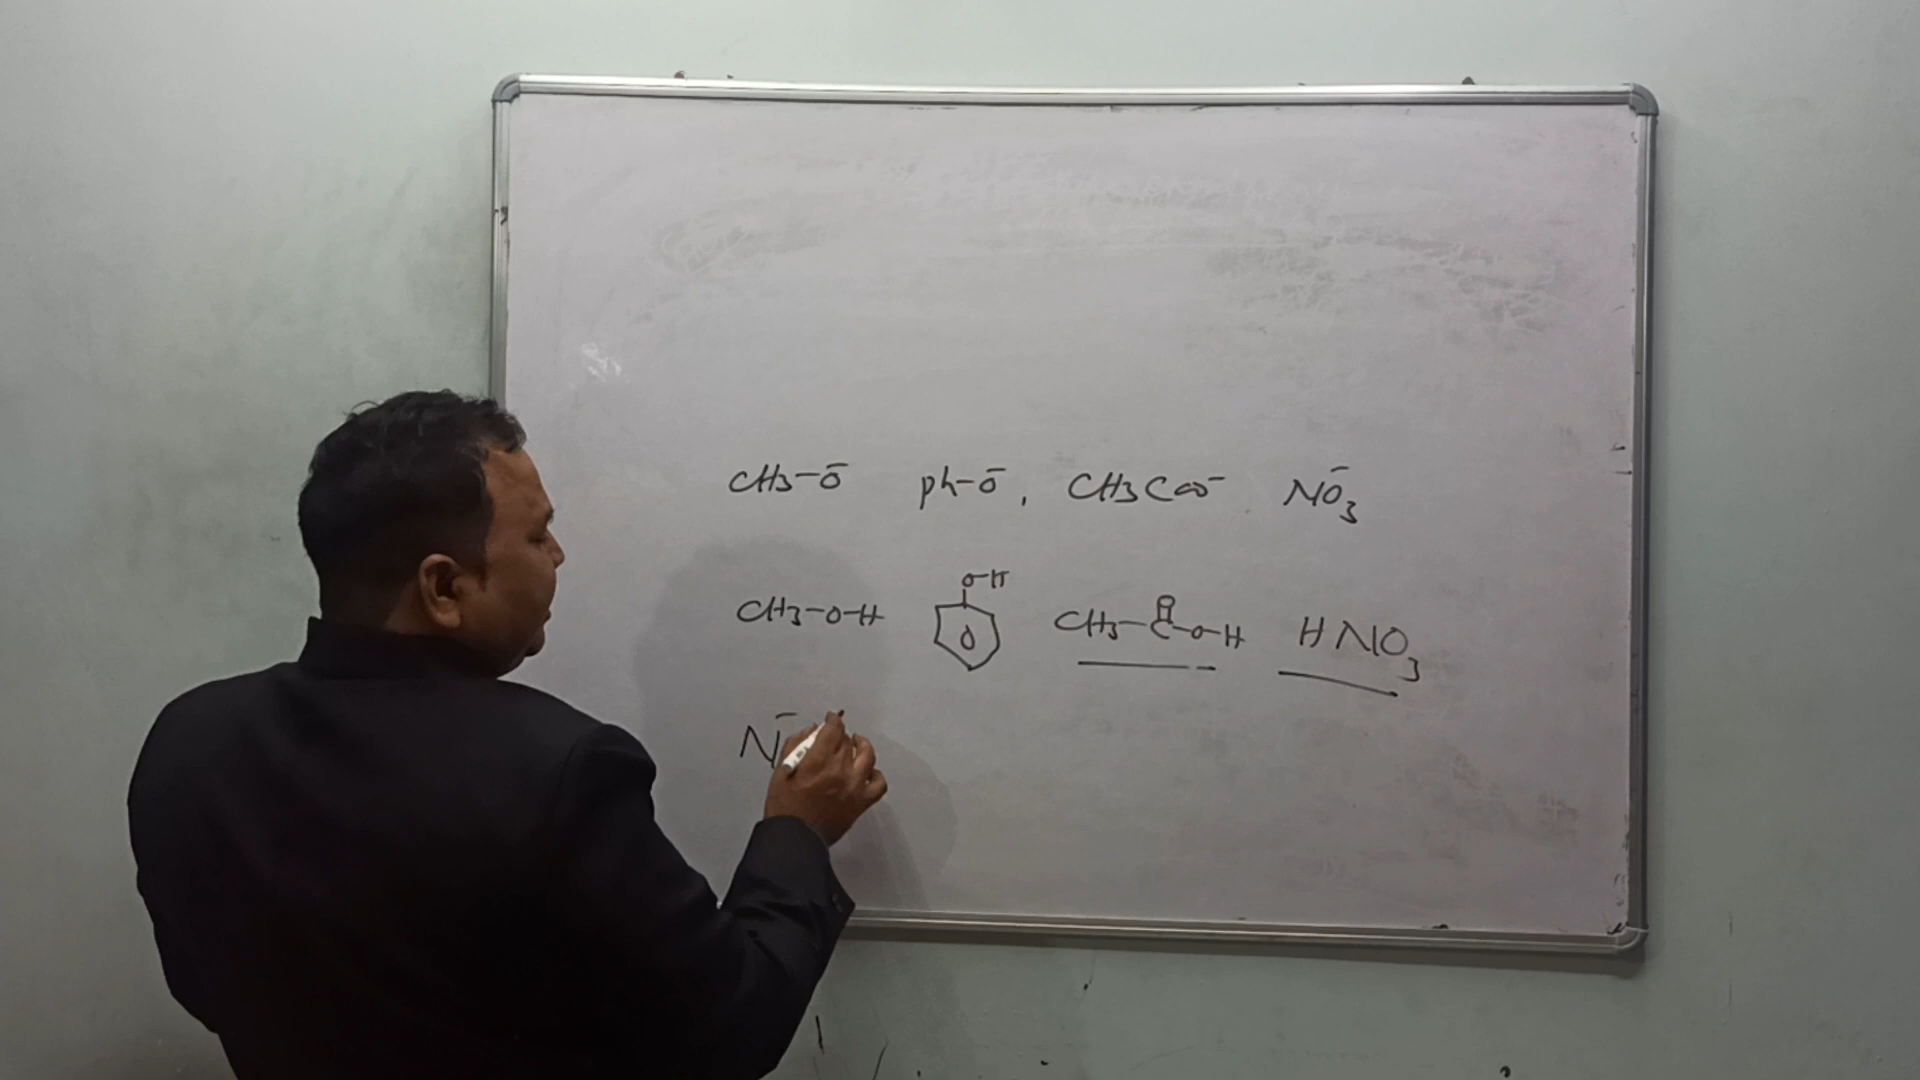 CH3-Ō ph-Ō, CH3COO⁻ NO3⁻
O-H
CH3-O-H CH3-C-O-H HNO3
O
N